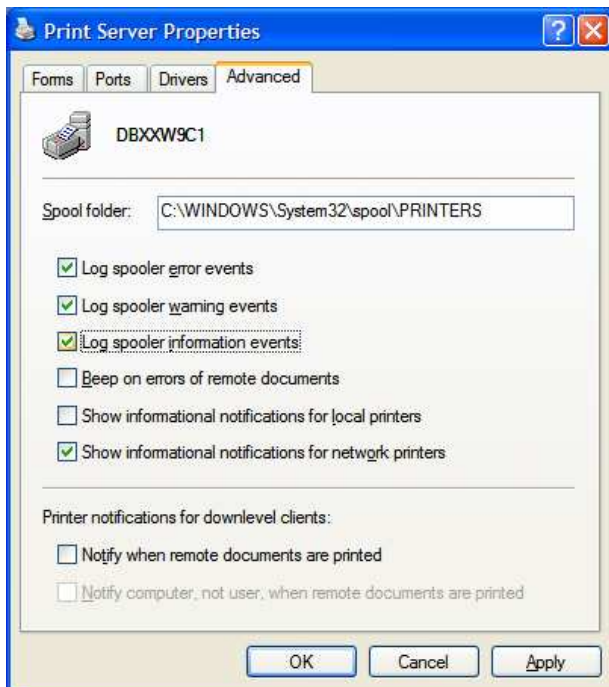 Print Server Properties
Forms Ports Drivers Advanced
DBXXW9C1
Spool folder: C:\WINDOWS\System32\spool\PRINTERS
Log spooler error events
Log spooler warning events
Log spooler information events
Beep on errors of remote documents
Show informational notifications for local printers
Show informational notifications for network printers
Printer notifications for downlevel clients:
Notify when remote documents are printed
Notify computer, not user, when remote documents are printed
OK Cancel Apply